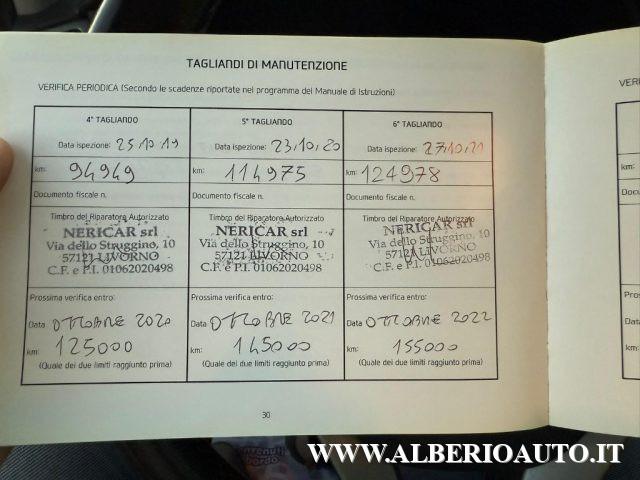 TAGLIANDI DI MANUTENZIONE
VERIFICA PERIODICA (Secondo le scadenze riportate nel programma del Manuale di Istruzioni)
VERIF
4° TAGLIANDO
Data ispezione: 25/10/19
km: 94949
Documento fiscale n.
Timbro del Riparatore Autorizzato
NERICAR srl
Via dello Struggino, 10
57121 LIVORNO
C.F. e P.I. 01062020498
Prossima verifica entro:
Data OTTOBRE 2020
km: 125000
(Quale dei due limiti raggiunto prima)
5° TAGLIANDO
Data ispezione: 23/10/20
km: 114975
Documento fiscale n.
Timbro del Riparatore Autorizzato
NERICAR srl
Via dello Struggino, 10
57121 LIVORNO
C.F. e P.I. 01062020498
Prossima verifica entro:
Data OTTOBRE 2021
km: 145000
(Quale dei due limiti raggiunto prima)
6° TAGLIANDO
Data ispezione: 27/10/21
km: 124978
Documento fiscale n.
Timbro del Riparatore Autorizzato
NERICAR srl
Via dello Struggino, 10
57121 LIVORNO
C.F. e P.I. 01062020498
Prossima verifica entro:
Data OTTOBRE 2022
km: 155000
(Quale dei due limiti raggiunto prima)
30
WWW.ALBERIOAUTO.IT